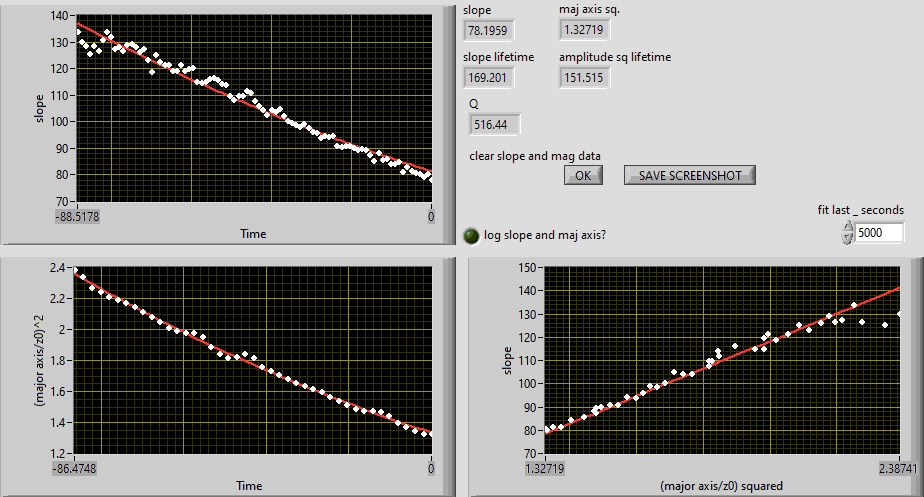 140
130
120
110
100
90
80
70
slope
-88.5178
0
Time
slope
maj axis sq.
78.1959
1.32719
slope lifetime
amplitude sq lifetime
169.201
151.515
Q
516.44
clear slope and mag data
OK
SAVE SCREENSHOT
fit last _ seconds
5000
log slope and maj axis?
2.4
2.2
2
1.8
1.6
1.4
1.2
(major axis/z0)^2
-86.4748
0
Time
150
140
130
120
110
100
90
80
70
slope
1.32719
2.38741
(major axis/z0) squared